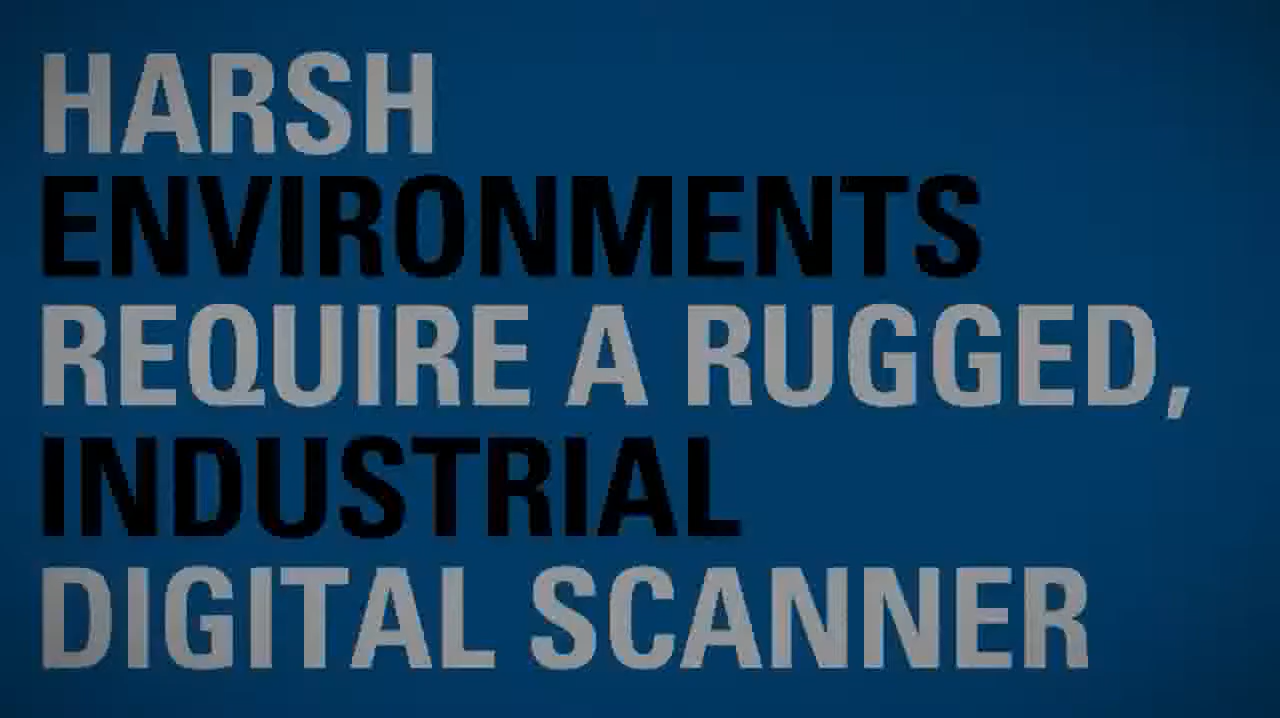 HARSH
ENVIRONMENTS
REQUIRE A RUGGED,
INDUSTRIAL
DIGITAL SCANNER